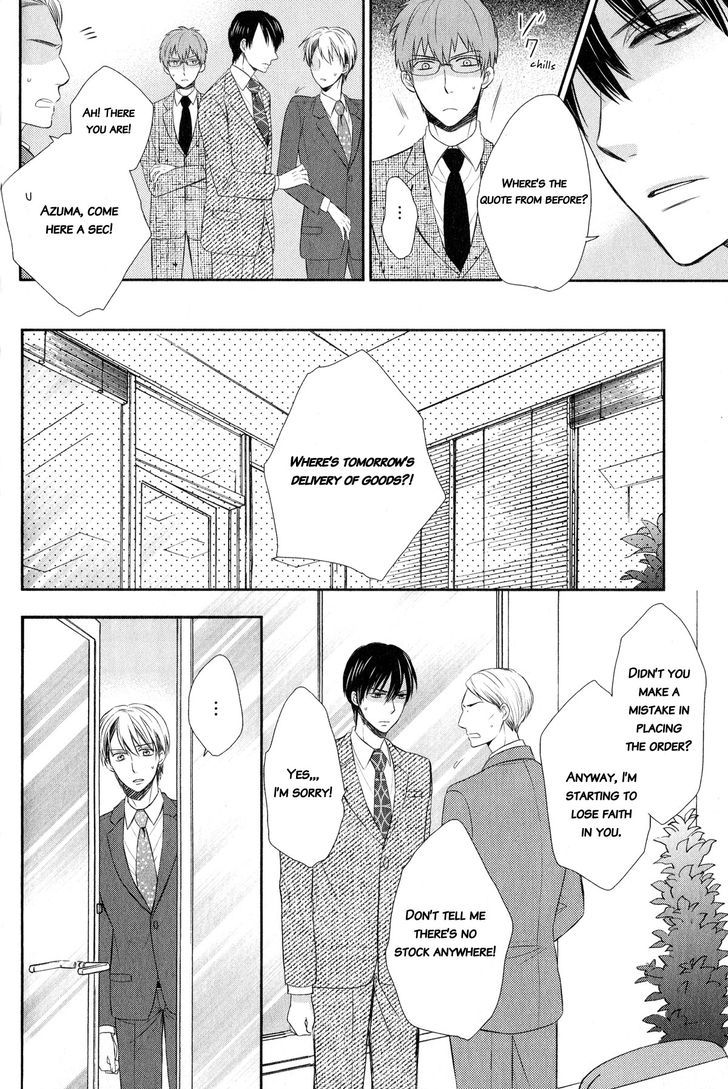 WHERE'S THE
QUOTE FROM BEFORE?
ゾク
CHILLS
...
AH! THERE
YOU ARE!
AZUMA, COME
HERE A SEC!
WHERE'S TOMORROW'S
DELIVERY OF GOODS?!
DIDN'T YOU
MAKE A
MISTAKE IN
PLACING
THE ORDER?
ANYWAY, I'M
STARTING TO
LOSE FAITH
IN YOU.
DON'T TELL ME
THERE'S NO
STOCK ANYWHERE!
YES,,,
I'M SORRY!
...